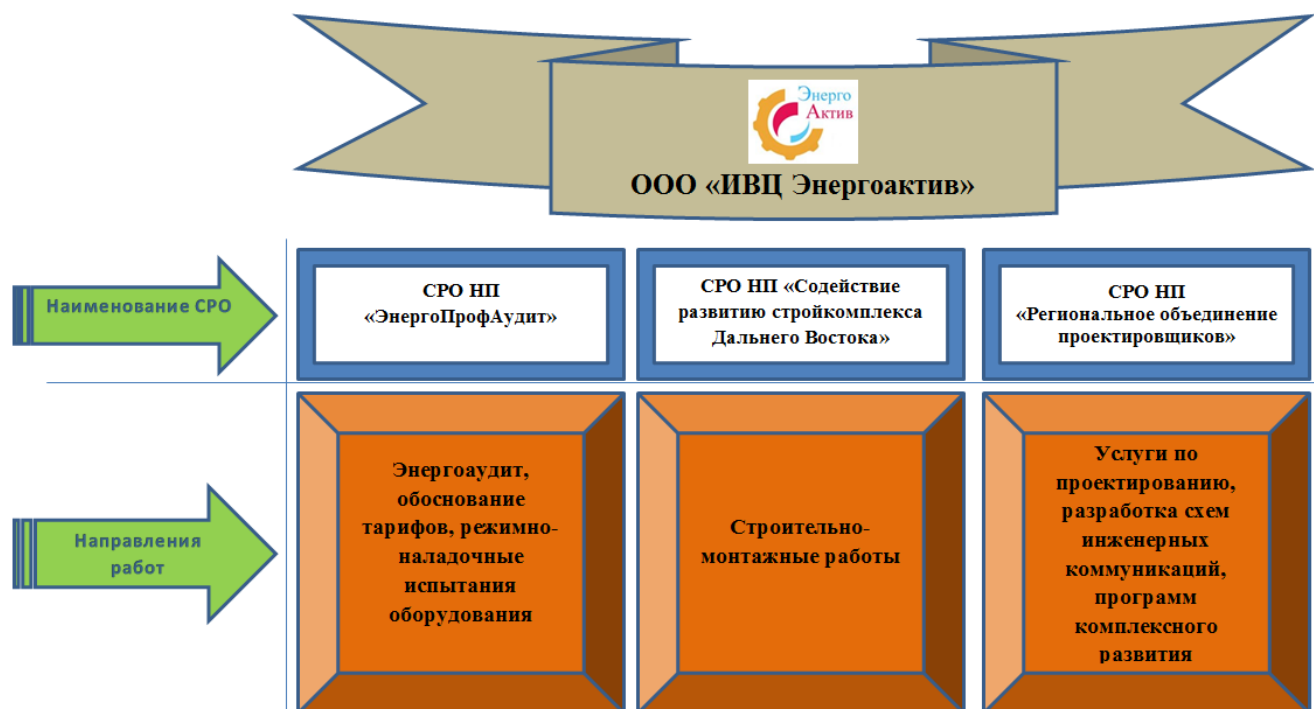 Энерго
Актив
ООО «ИВЦ Энергоактив»
Наименование СРО
СРО НП
«ЭнергоПрофАудит»
СРО НП «Содействие
развитию стройкомплекса
Дальнего Востока»
СРО НП
«Региональное объединение
проектировщиков»
Направления
работ
Энергоаудит,
обоснование
тарифов, режимно-
наладочные
испытания
оборудования
Строительно-
монтажные работы
Услуги по
проектированию,
разработка схем
инженерных
коммуникаций,
программ
комплексного
развития